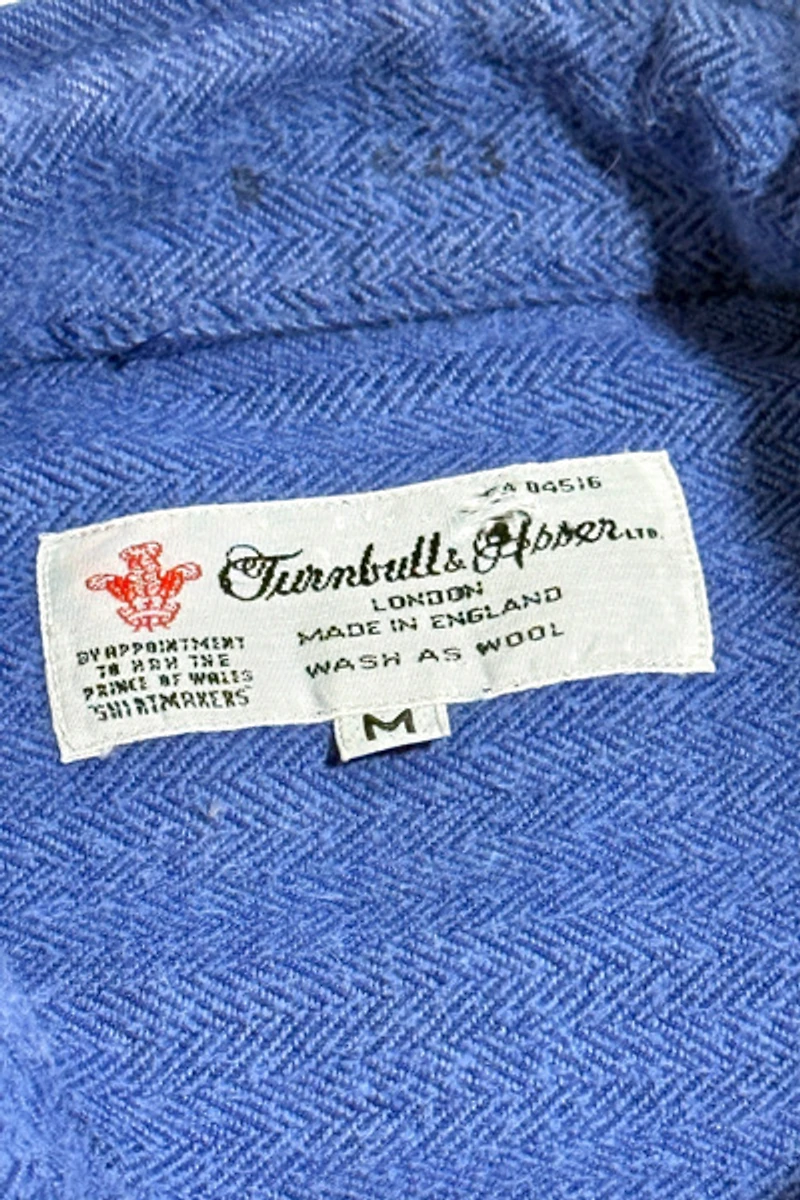 A 04516
Turnbull & Asser LTD.
LONDON
MADE IN ENGLAND
WASH AS WOOL
BY APPOINTMENT
TO HRH THE
PRINCE OF WALES
SHIRTMAKERS
M